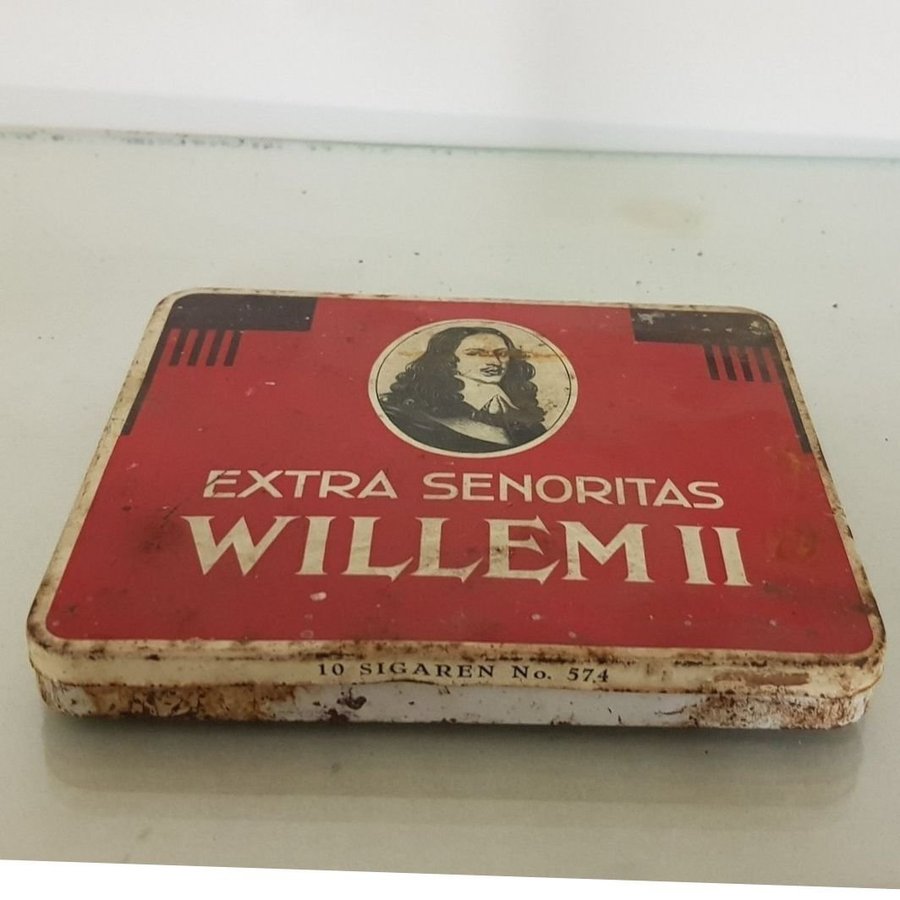 EXTRA SENORITAS
WILLEM II
10 SIGAREN No. 574